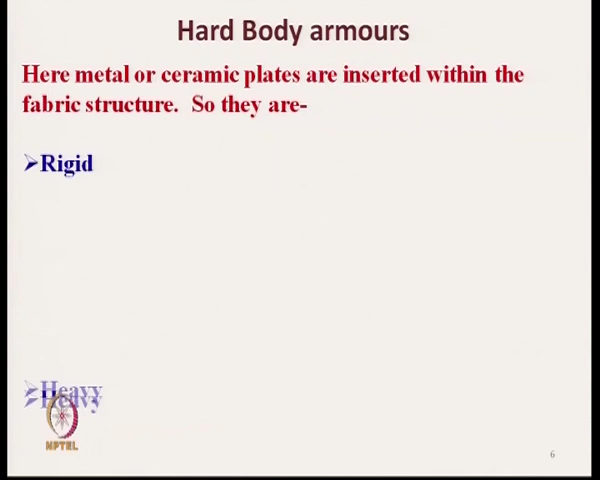 Hard Body armours
Here metal or ceramic plates are inserted within the
fabric structure. So they are-
➢Rigid
➢Heavy
NPTEL
6